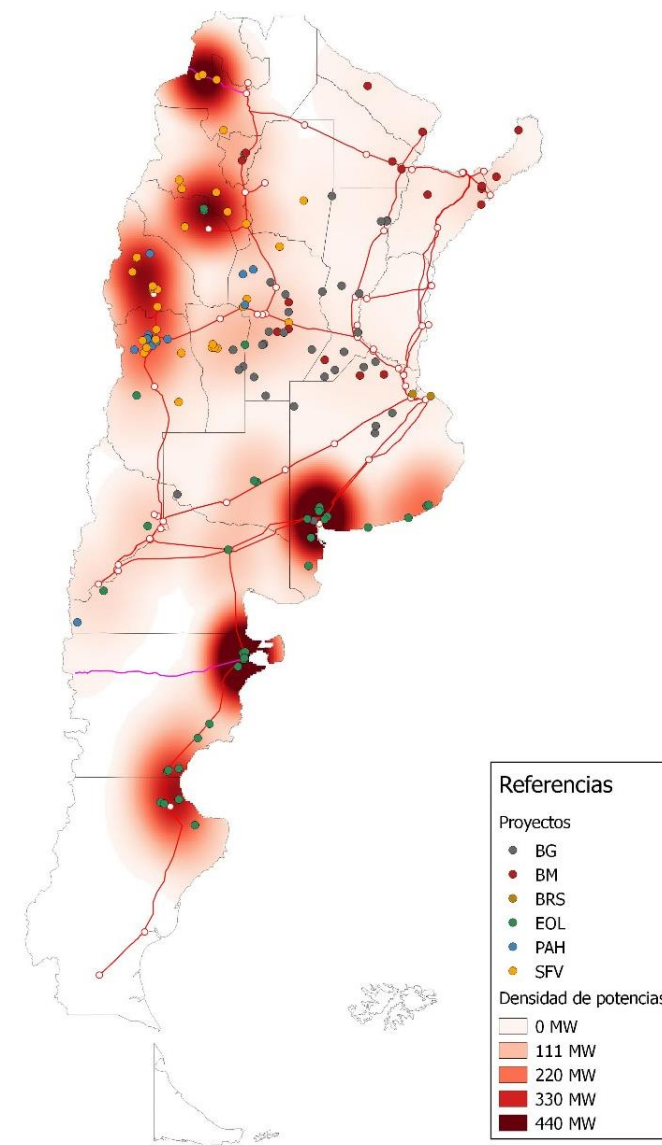 Referencias
Proyectos
BG
BM
BRS
EOL
PAH
SFV
Densidad de potencias
0 MW
111 MW
220 MW
330 MW
440 MW